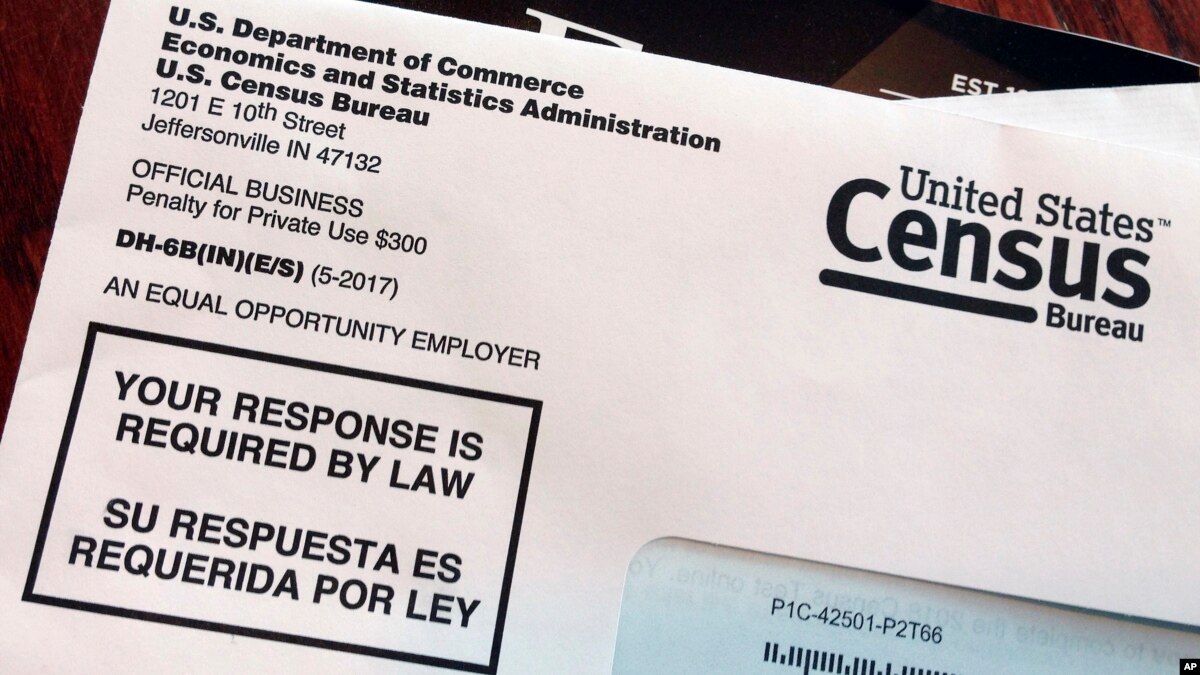 U.S. Department of Commerce
Economics and Statistics Administration
U.S. Census Bureau
1201 E 10th Street
Jeffersonville IN 47132
OFFICIAL BUSINESS
Penalty for Private Use $300
DH-6B(IN)(E/S) (5-2017)
AN EQUAL OPPORTUNITY EMPLOYER
YOUR RESPONSE IS
REQUIRED BY LAW
SU RESPUESTA ES
REQUERIDA POR LEY
EST
United States™
Census
Bureau
P1C-42501-P2T66
AP